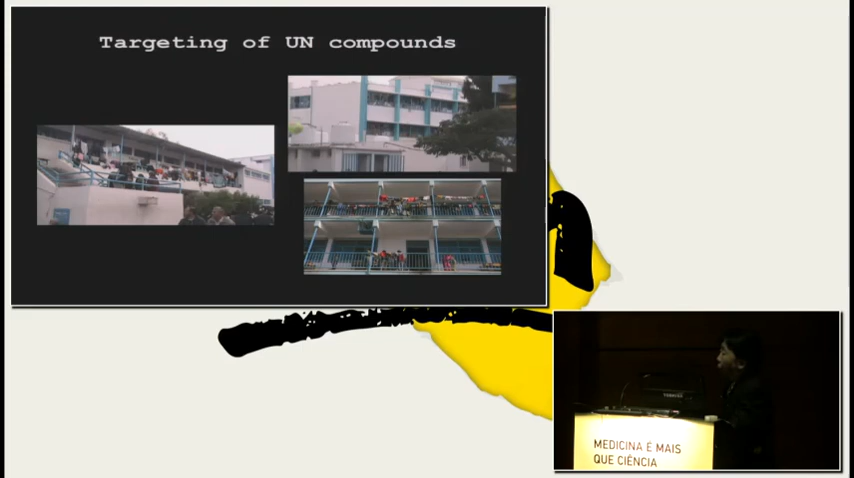 Targeting of UN compounds
MEDICINA É MAIS
QUE CIÊNCIA